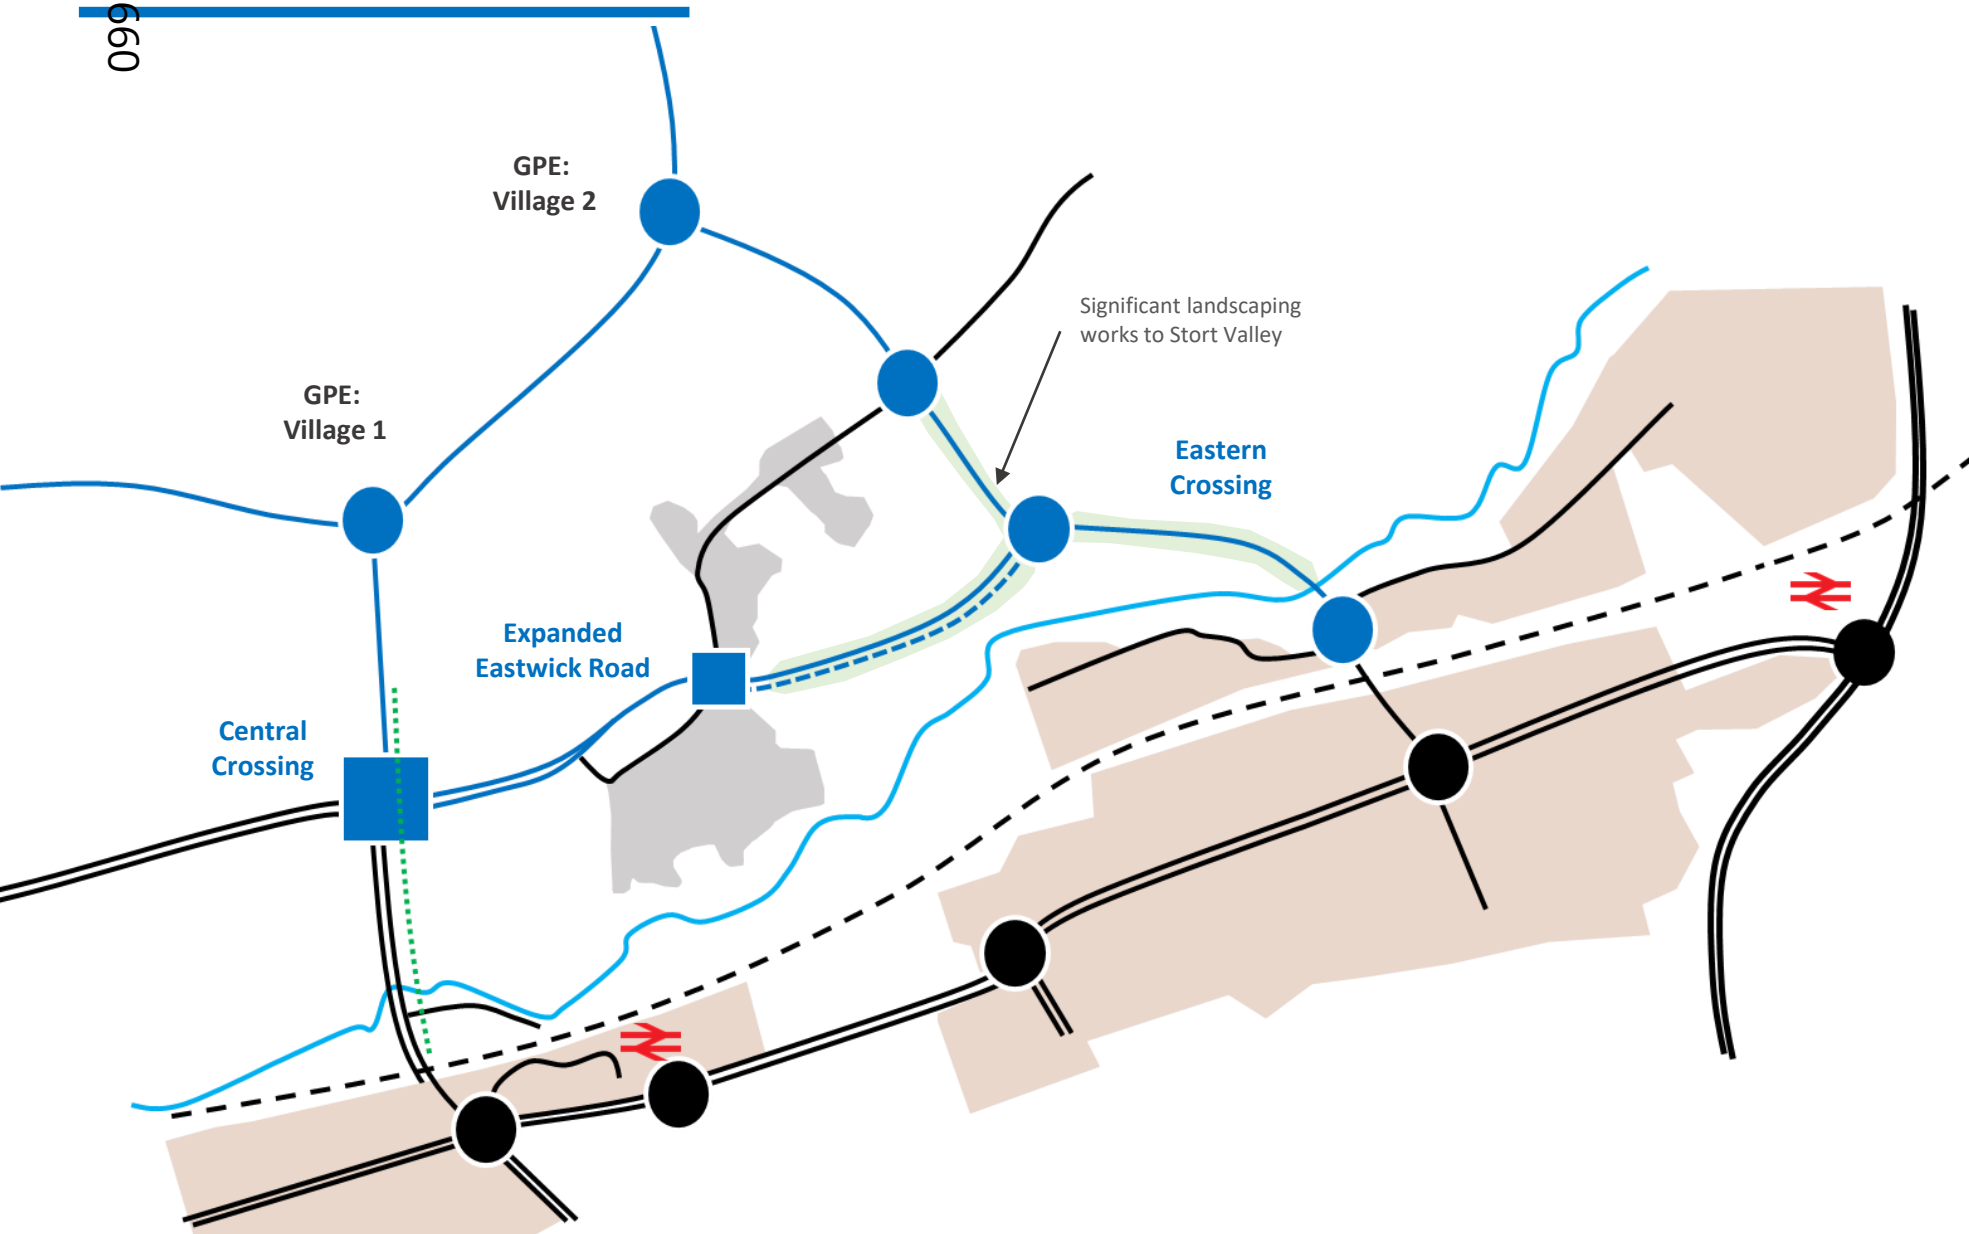 660
GPE:
Village 2
Significant landscaping
works to Stort Valley
GPE:
Village 1
Eastern
Crossing
Expanded
Eastwick Road
Central
Crossing